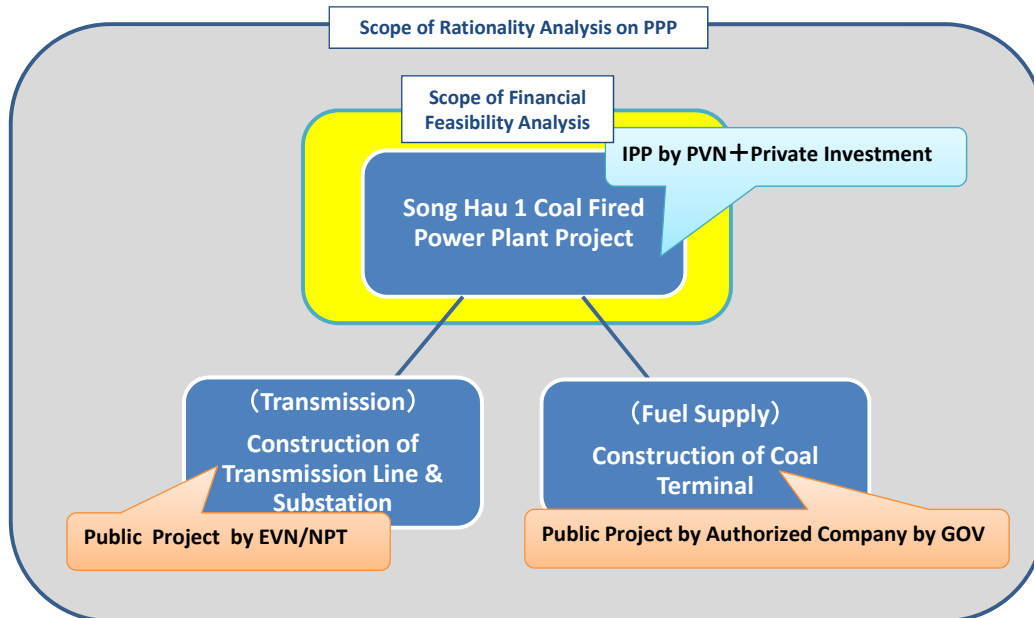 Scope of Rationality Analysis on PPP
Scope of Financial
Feasibility Analysis
IPP by PVN＋Private Investment
Song Hau 1 Coal Fired
Power Plant Project
（Transmission）
Construction of
Transmission Line &
Substation
Public Project by EVN/NPT
（Fuel Supply）
Construction of Coal
Terminal
Public Project by Authorized Company by GOV